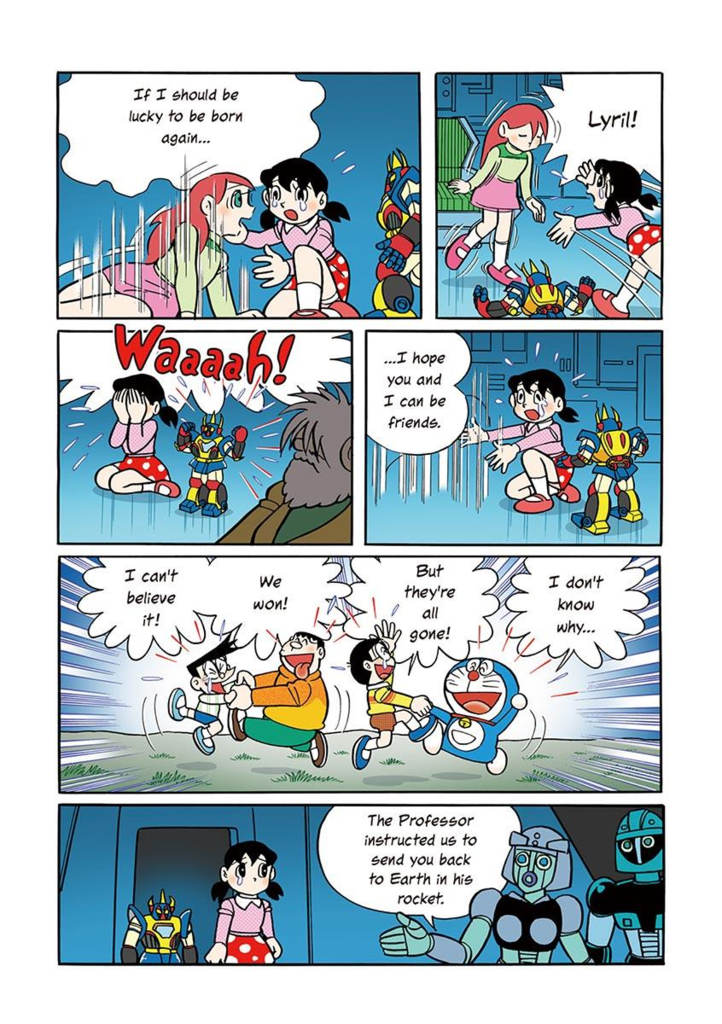 Lyril!
If I should be
lucky to be born
again...
...I hope
you and
I can be
friends.
Waaaah!
I don't
know
why...
But
they're
all
gone!
We
won!
I can't
believe
it!
The Professor
instructed us to
send you back
to Earth in his
rocket.